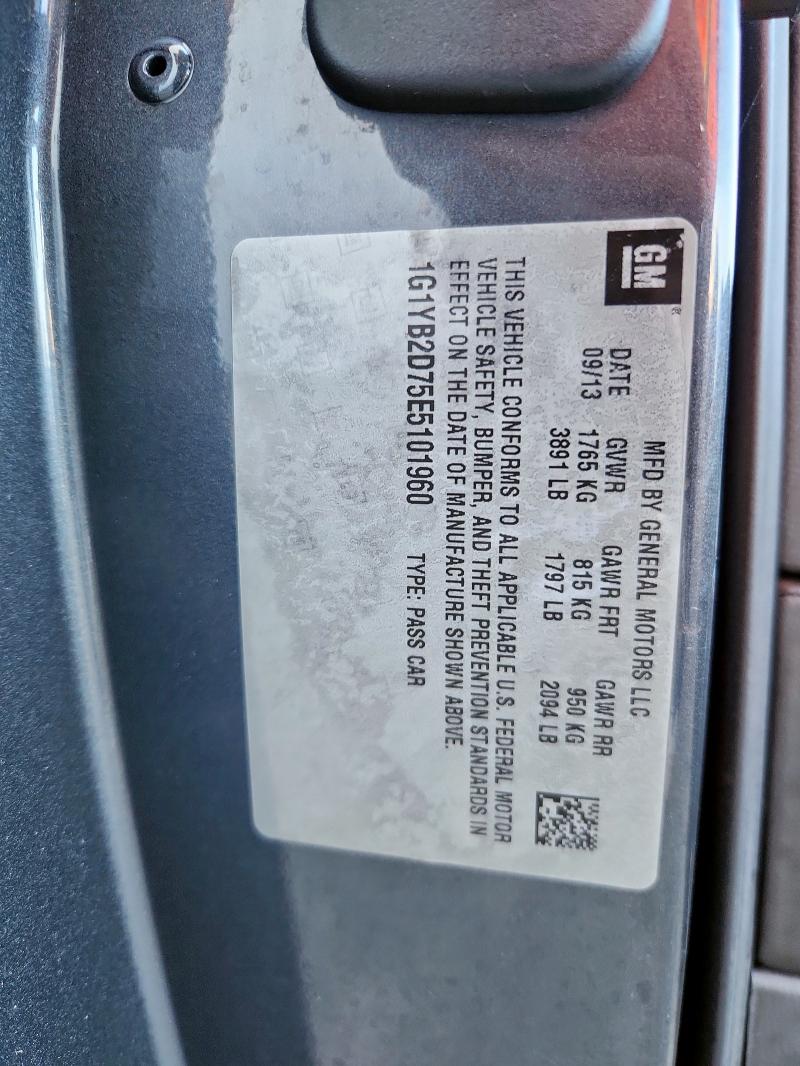 GM®
MFD BY GENERAL MOTORS LLC
DATE GVWR GAWR FRT GAWR RR
09/13 1765 KG 815 KG 950 KG
3891 LB 1797 LB 2094 LB
THIS VEHICLE CONFORMS TO ALL APPLICABLE U.S. FEDERAL MOTOR
VEHICLE SAFETY, BUMPER, AND THEFT PREVENTION STANDARDS IN
EFFECT ON THE DATE OF MANUFACTURE SHOWN ABOVE.
1G1YB2D75E5101960 TYPE: PASS CAR